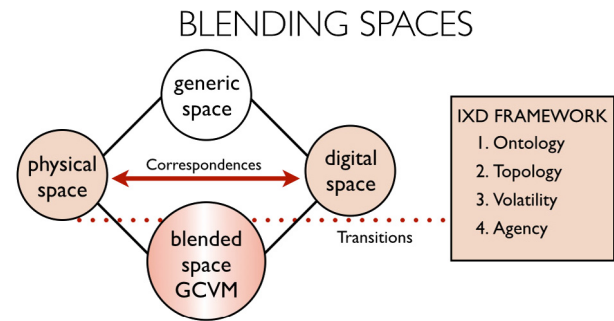 BLENDING SPACES
generic
space
physical
space
Correspondences
digital
space
blended
space
GCVM
Transitions
IXD FRAMEWORK
1. Ontology
2. Topology
3. Volatility
4. Agency